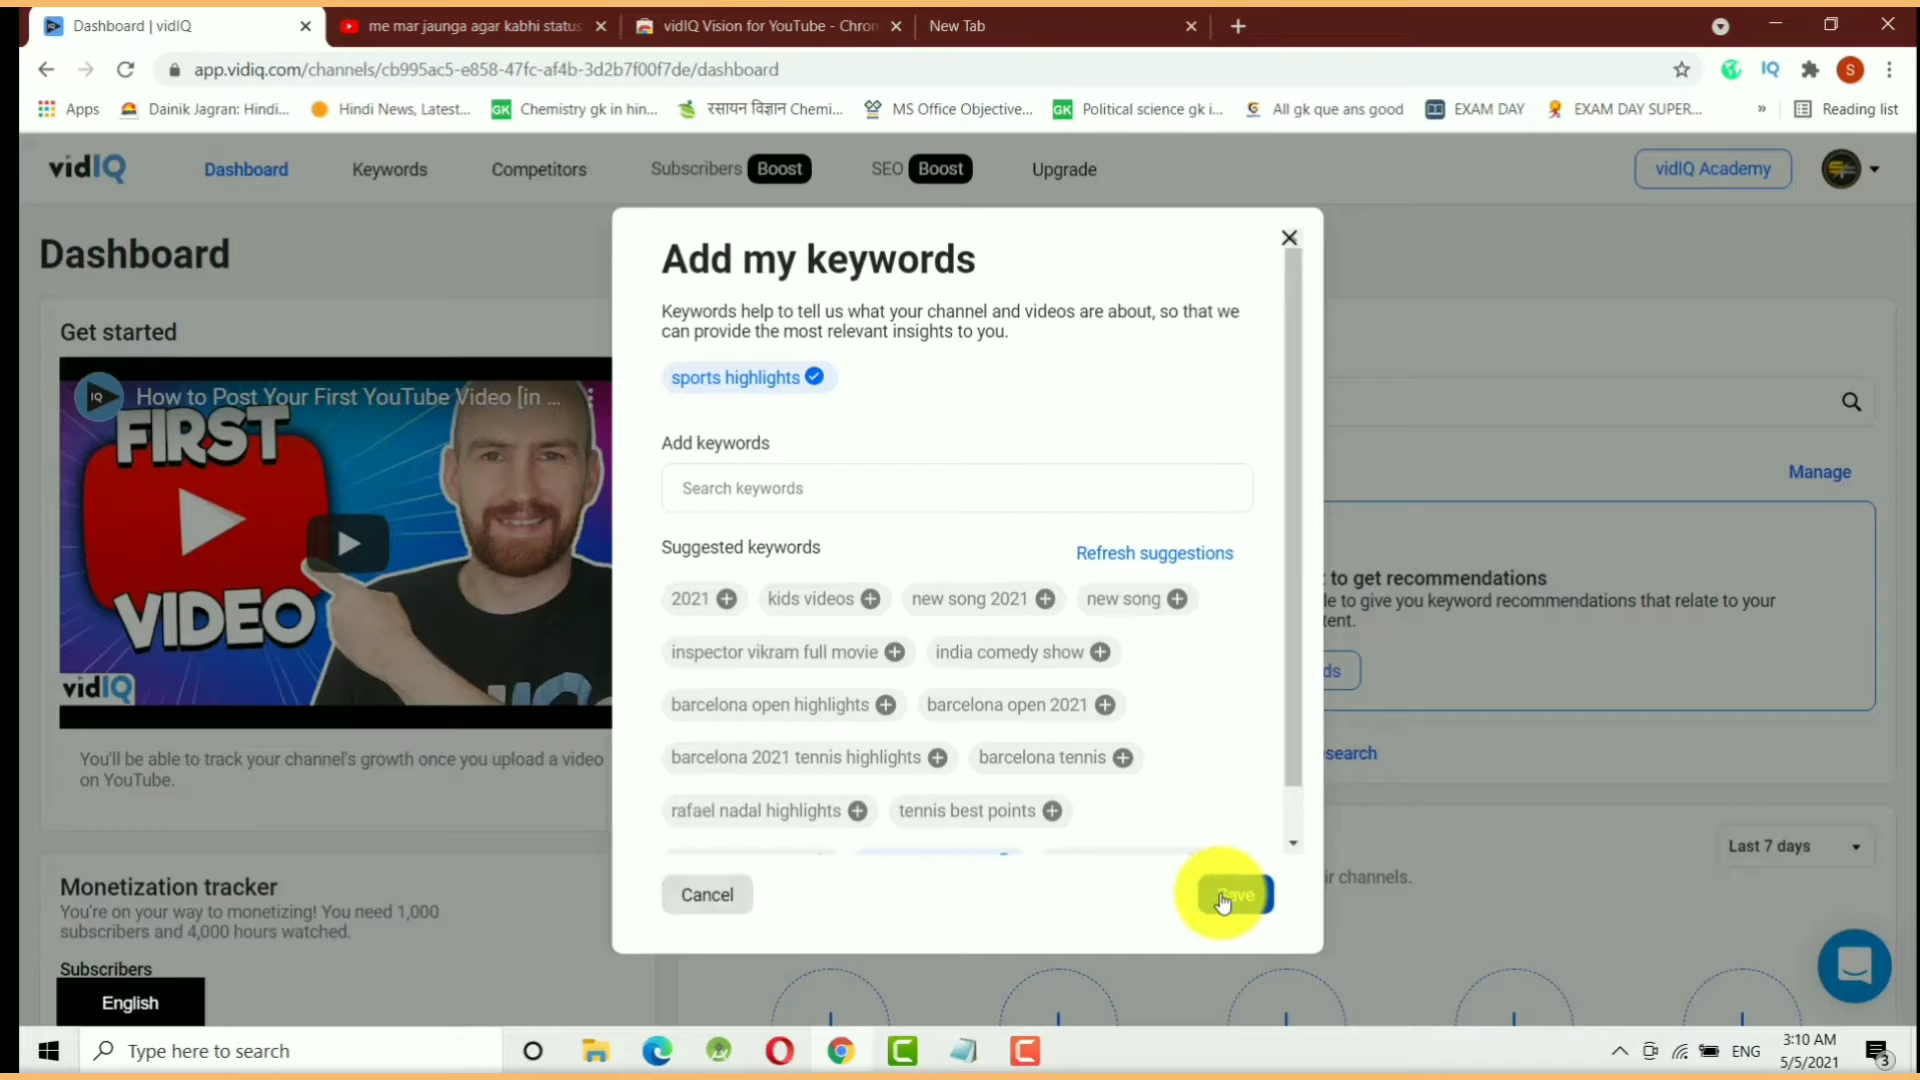 Dashboard | vidIQ
me mar jaunga agar kabhi status
vidIQ Vision for YouTube - Chron
New Tab
app.vidiq.com/channels/cb995ac5-e858-47fc-af4b-3d2b7f00f7de/dashboard
IQ
S
Apps
Dainik Jagran: Hindi...
Hindi News, Latest...
GK Chemistry gk in hin...
रसायन विज्ञान Chemi...
MS Office Objective...
GK Political science gk i...
All gk que ans good
EXAM DAY
EXAM DAY SUPER...
»
Reading list
vidIQ
Dashboard
Keywords
Competitors
Subscribers Boost
SEO Boost
Upgrade
vidIQ Academy
Dashboard
Get started
IQ How to Post Your First YouTube Video [in ...
FIRST
VIDEO
vidIQ
You'll be able to track your channel's growth once you upload a video
on YouTube.
Monetization tracker
You're on your way to monetizing! You need 1,000
subscribers and 4,000 hours watched.
Subscribers
English
Add my keywords
Keywords help to tell us what your channel and videos are about, so that we
can provide the most relevant insights to you.
sports highlights
Add keywords
Search keywords
Suggested keywords
Refresh suggestions
2021
kids videos
new song 2021
new song
inspector vikram full movie
india comedy show
barcelona open highlights
barcelona open 2021
barcelona 2021 tennis highlights
barcelona tennis
rafael nadal highlights
tennis best points
Cancel
Save
Manage
to get recommendations
le to give you keyword recommendations that relate to your
tent.
ds
search
Last 7 days
ir channels.
Type here to search
ENG
3:10 AM
5/5/2021
3